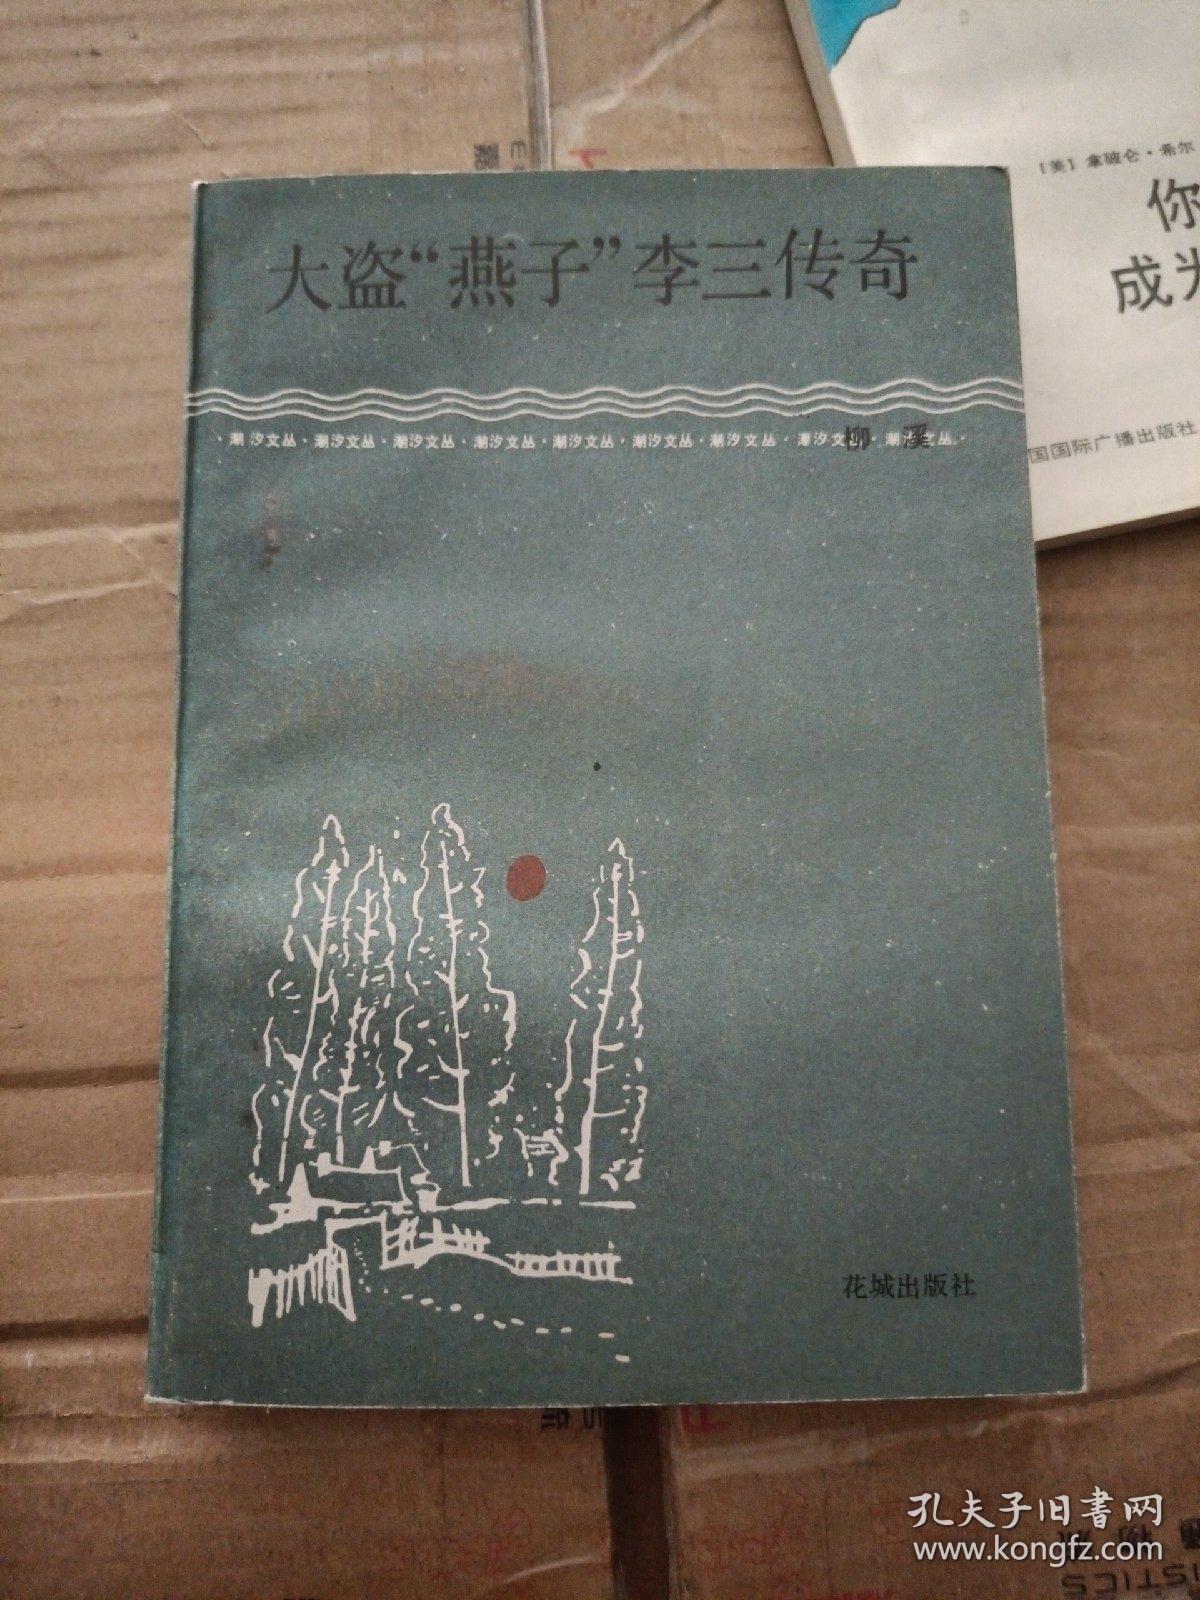 大盗“燕子”李三传奇
·潮汐文丛·潮汐文丛·潮汐文丛·潮汐文丛·潮汐文丛·潮汐文丛·潮汐文丛·潮汐文丛·潮汐文丛·
柳 溪
花城出版社
〔美〕拿破仑·希尔
你
成光
国国际广播出版社
孔夫子旧书网
www.kongfz.com
ISTICS